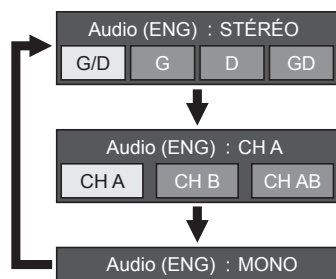 Audio (ENG) : STÉRÉO
G/D G D GD
Audio (ENG) : CH A
CH A CH B CH AB
Audio (ENG) : MONO